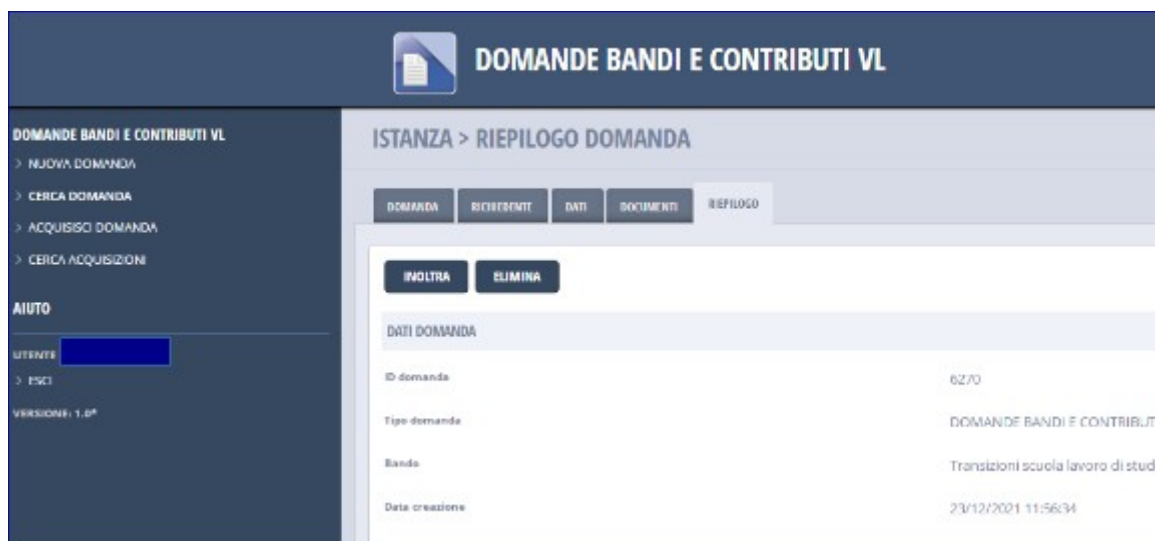 DOMANDE BANDI E CONTRIBUTI VL
DOMANDE BANDI E CONTRIBUTI VL
> NUOVA DOMANDA
> CERCA DOMANDA
> ACQUISISCI DOMANDA
> CERCA ACQUISIZIONI
AIUTO
UTENTE
> ESCI
VERSIONE: 1.0*
ISTANZA > RIEPILOGO DOMANDA
DOMANDA RICHIEDENTE DATI DOCUMENTI RIEPILOGO
INOLTRA ELIMINA
DATI DOMANDA
ID domanda 6270
Tipo domanda DOMANDE BANDI E CONTRIBUT
Bando Transizioni scuola lavoro di stud
Data creazione 23/12/2021 11:56:34